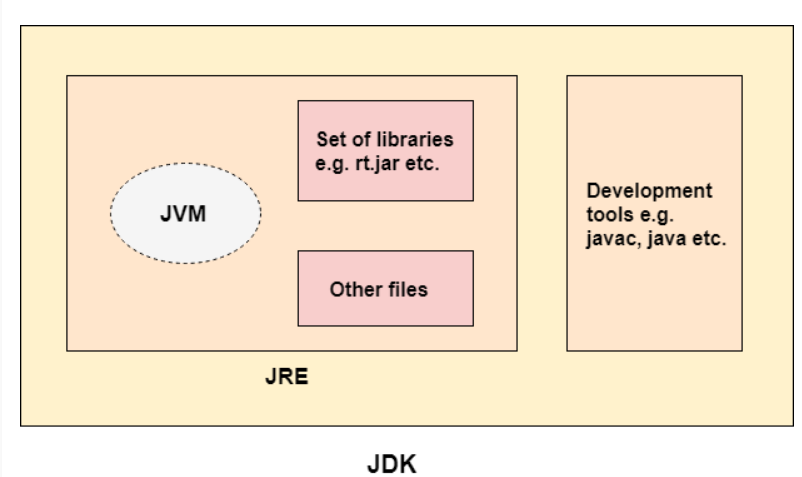 Set of libraries
e.g. rt.jar etc.
JVM
Development
tools e.g.
javac, java etc.
Other files
JRE
JDK